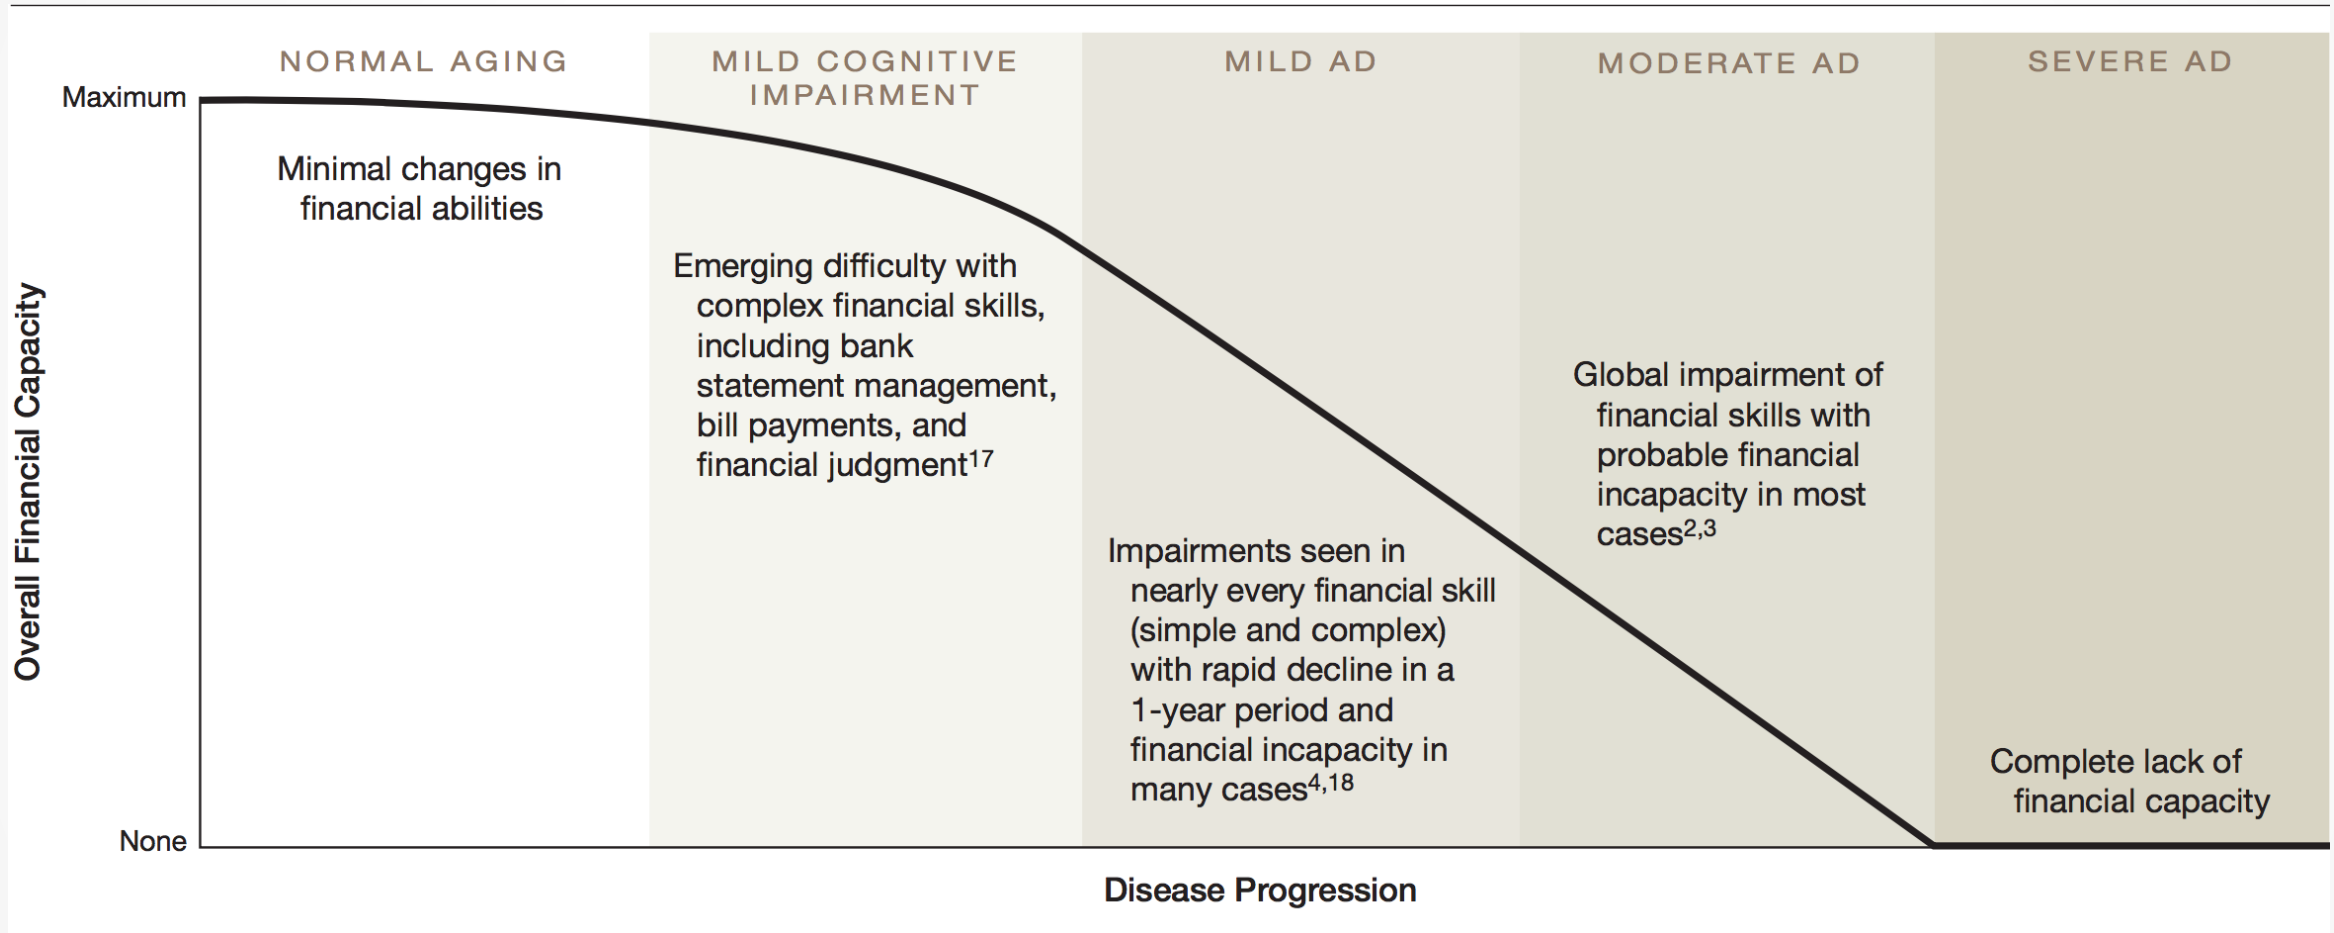 NORMAL AGING
MILD COGNITIVE
IMPAIRMENT
MILD AD
MODERATE AD
SEVERE AD
Maximum
Minimal changes in
financial abilities
Emerging difficulty with
complex financial skills,
including bank
statement management,
bill payments, and
financial judgment17
Impairments seen in
nearly every financial skill
(simple and complex)
with rapid decline in a
1-year period and
financial incapacity in
many cases4,18
Global impairment of
financial skills with
probable financial
incapacity in most
cases2,3
Complete lack of
financial capacity
Overall Financial Capacity
None
Disease Progression